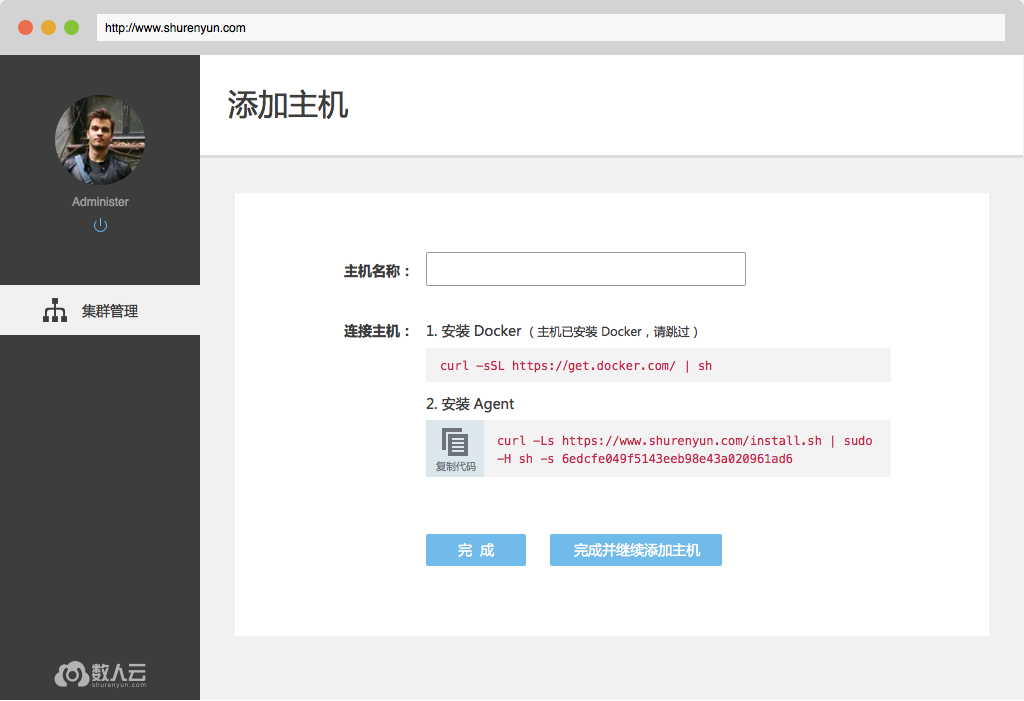 http://www.shurenyun.com
添加主机
Administer
集群管理
主机名称：
连接主机： 1. 安装 Docker（主机已安装 Docker，请跳过）
curl -sSL https://get.docker.com/ | sh
2. 安装 Agent
复制代码
curl -Ls https://www.shurenyun.com/install.sh | sudo
-H sh -s 6edcfe049f5143eeb98e43a020961ad6
完 成
完成并继续添加主机
数人云
shurenyun.com